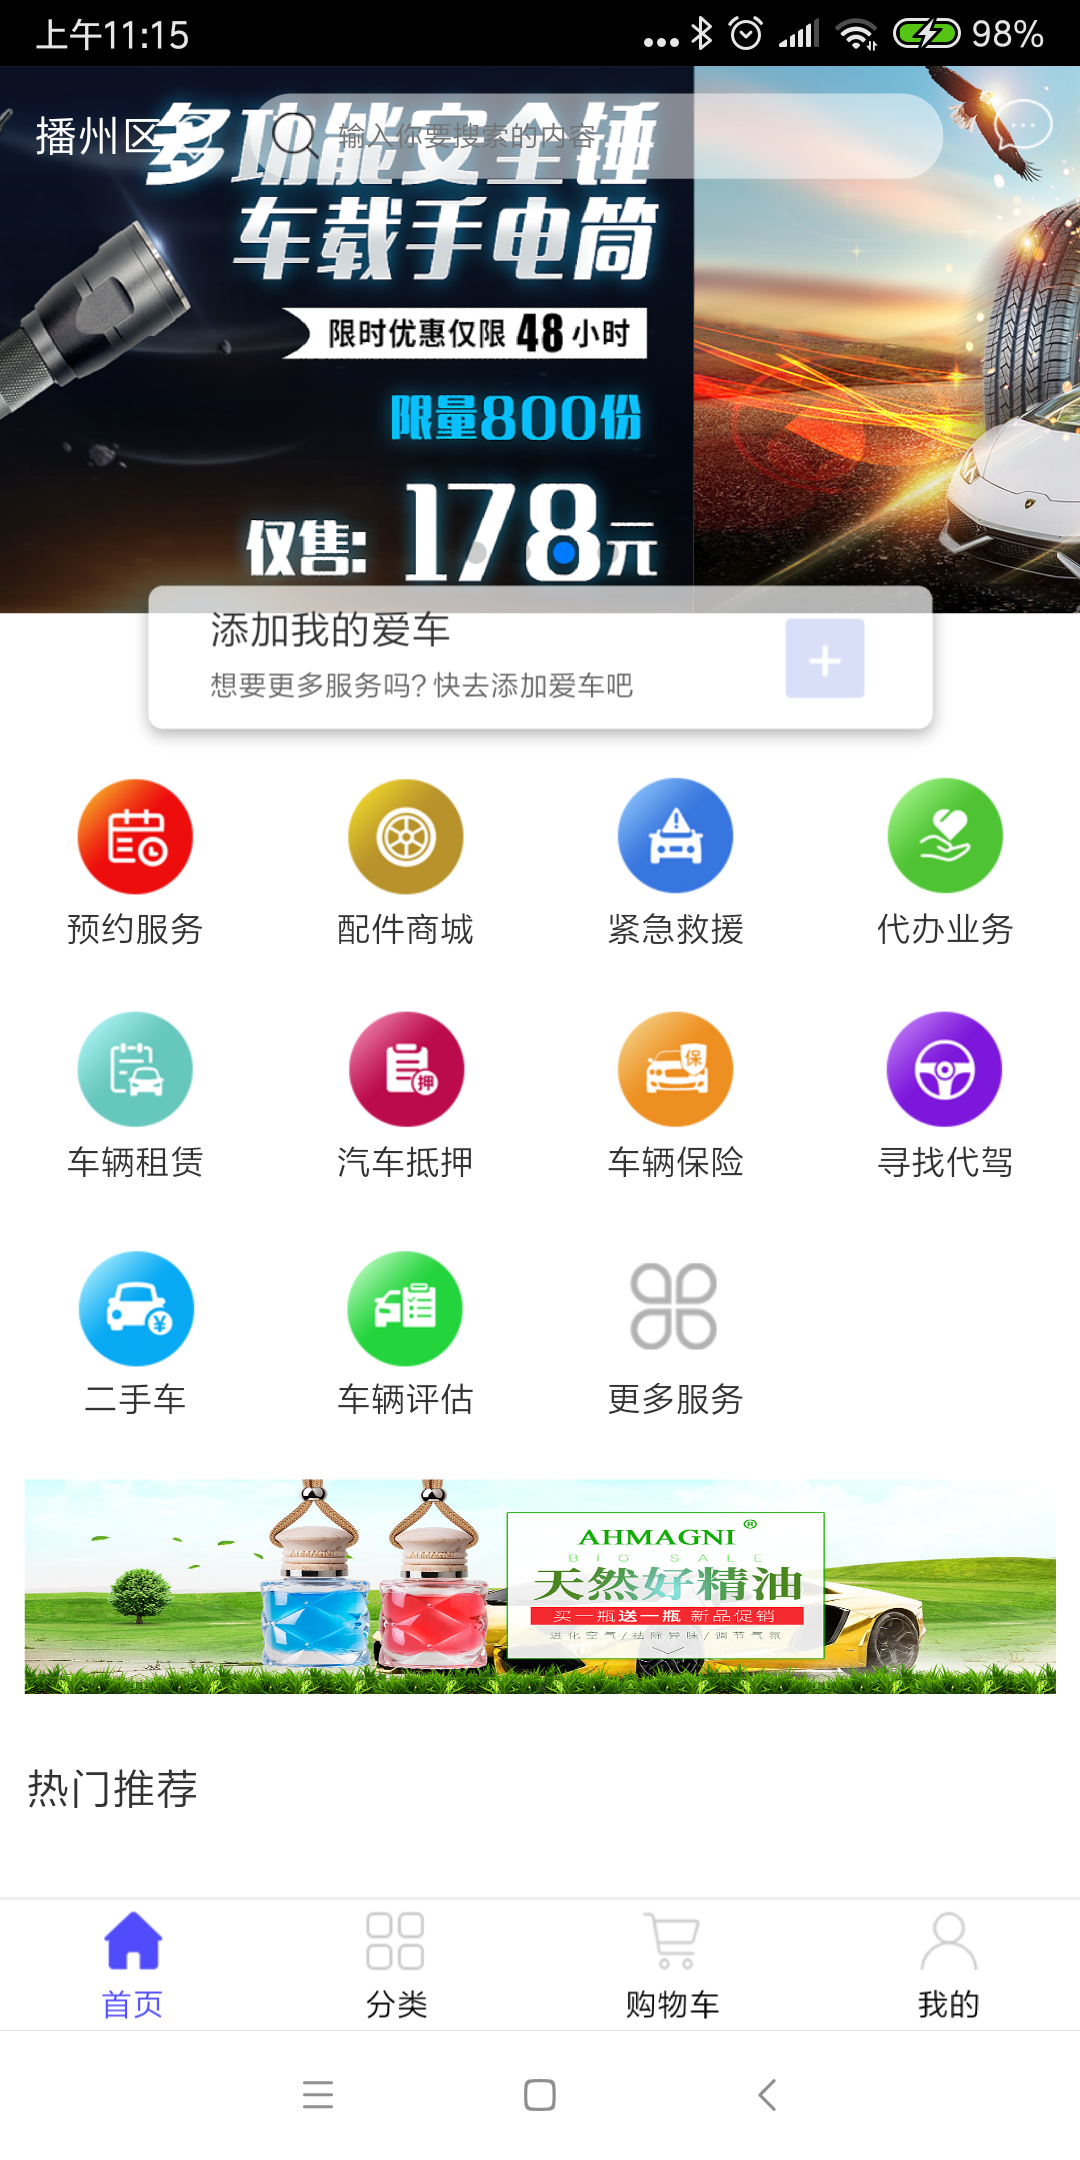 上午11:15
98%
播州区
输入你要搜索的内容
多功能安全锤
车载手电筒
限时优惠仅限 48 小时
限量800份
仅售: 178元
添加我的爱车
想要更多服务吗? 快去添加爱车吧
预约服务 配件商城 紧急救援 代办业务
押 保
车辆租赁 汽车抵押 车辆保险 寻找代驾
¥
二手车 车辆评估 更多服务
AHMAGNI AHMAGNI
AHMAGNI®
BIG SALE
天然好精油
买一瓶送一瓶 新品促销
进化空气/祛除异味/调节气氛
热门推荐
首页 分类 购物车 我的